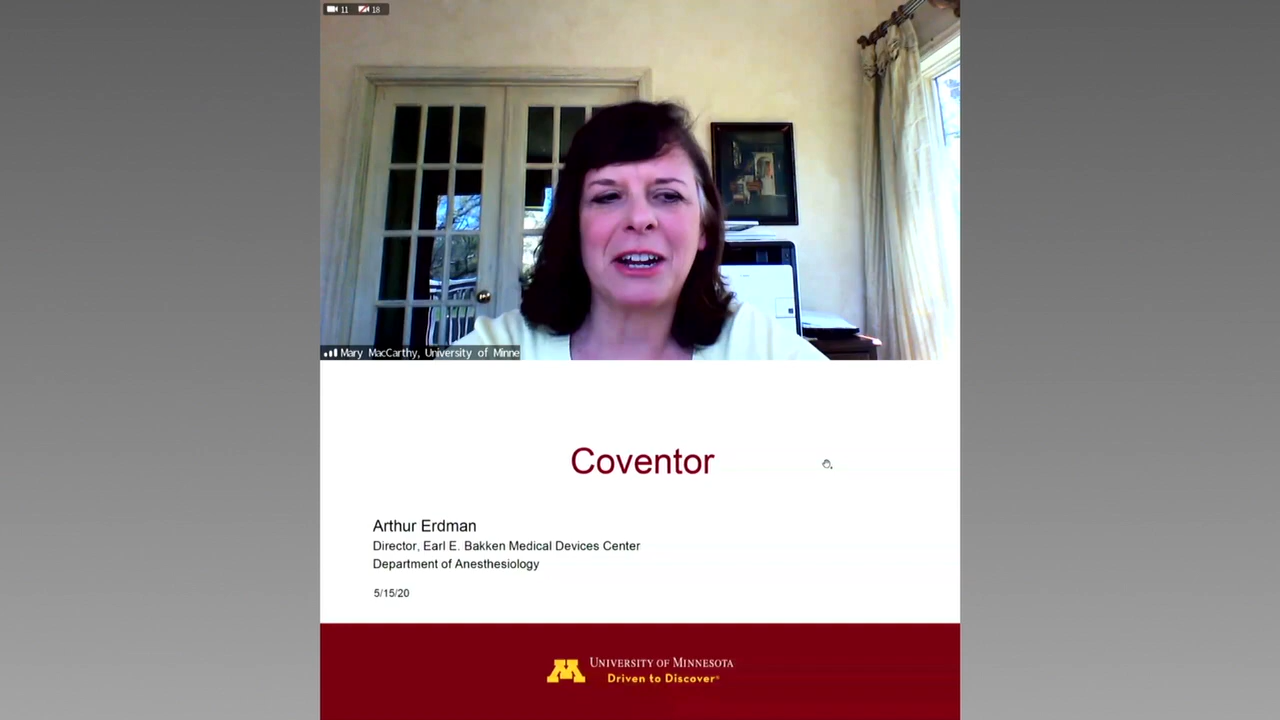 11 18
Mary MacCarthy, University of Minne
Coventor
Arthur Erdman
Director, Earl E. Bakken Medical Devices Center
Department of Anesthesiology
5/15/20
M
UNIVERSITY OF MINNESOTA
Driven to Discover®